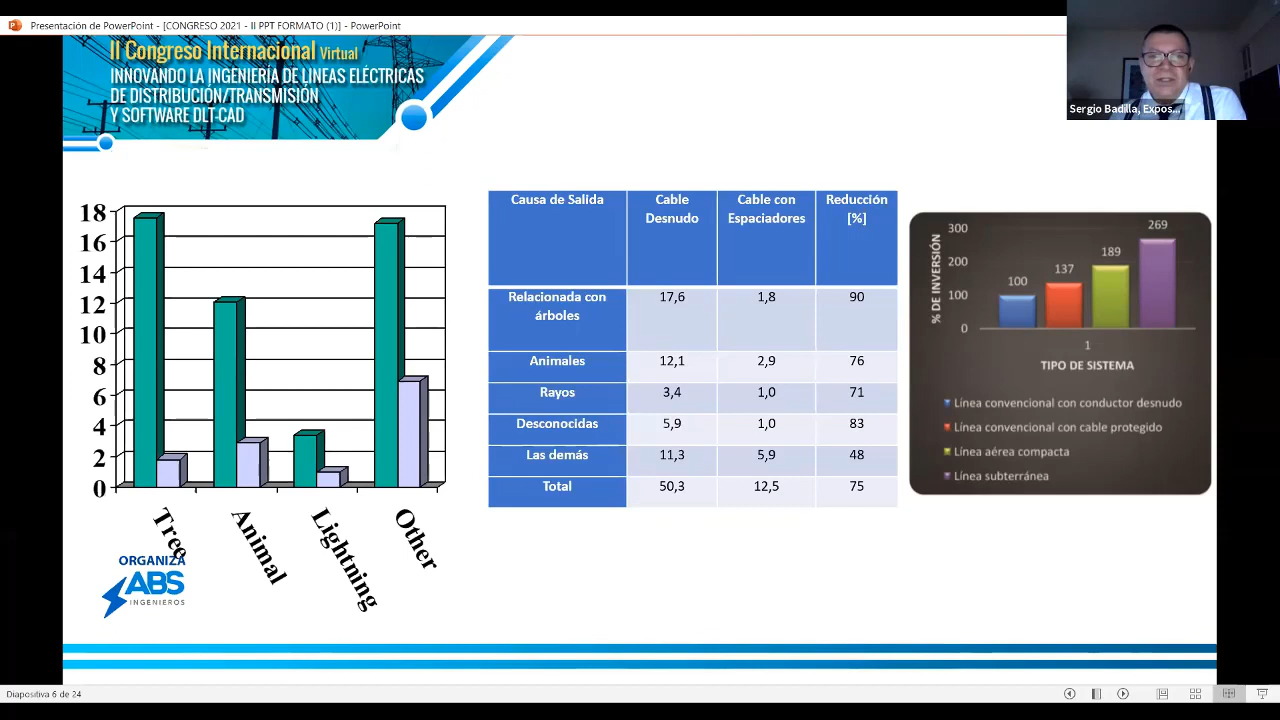 Presentación de PowerPoint - [CONGRESO 2021 - II PPT FORMATO (1)] - PowerPoint
II Congreso Internacional Virtual
INNOVANDO LA INGENIERÍA DE LINEAS ELÉCTRICAS
DE DISTRIBUCIÓN/TRANSMISIÓN
Y SOFTWARE DLT-CAD
Sergio Badilla, Expos...
18
16
14
12
10
8
6
4
2
0
Tree
Animal
Lightning
Other
Causa de Salida Cable Desnudo Cable con Espaciadores Reducción [%]
Relacionada con árboles 17,6 1,8 90
Animales 12,1 2,9 76
Rayos 3,4 1,0 71
Desconocidas 5,9 1,0 83
Las demás 11,3 5,9 48
Total 50,3 12,5 75
% DE INVERSIÓN
300
200
100
0
100
137
189
269
1
TIPO DE SISTEMA
Línea convencional con conductor desnudo
Línea convencional con cable protegido
Línea aérea compacta
Línea subterránea
ORGANIZA
ABS
INGENIEROS
Diapositiva 6 de 24